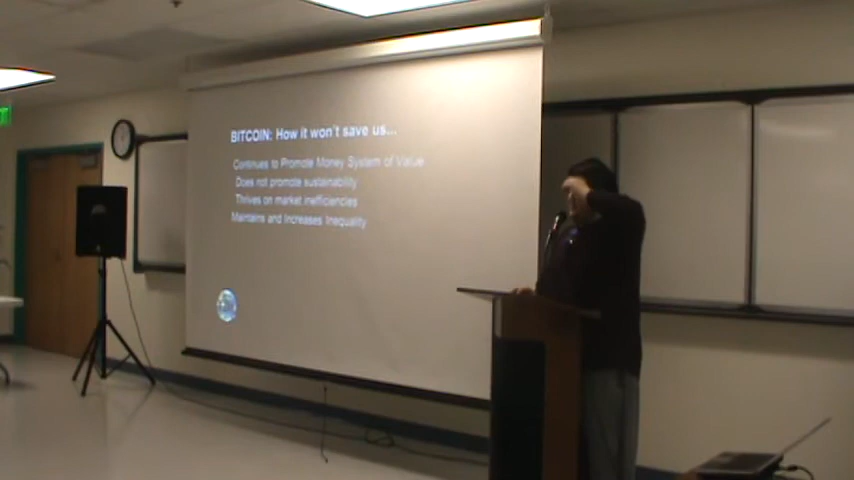 BITCOIN: How it won't save us...
Continues to Promote Money System of Value
Does not promote sustainability
Thrives on market inefficiencies
Maintains and Increases Inequality